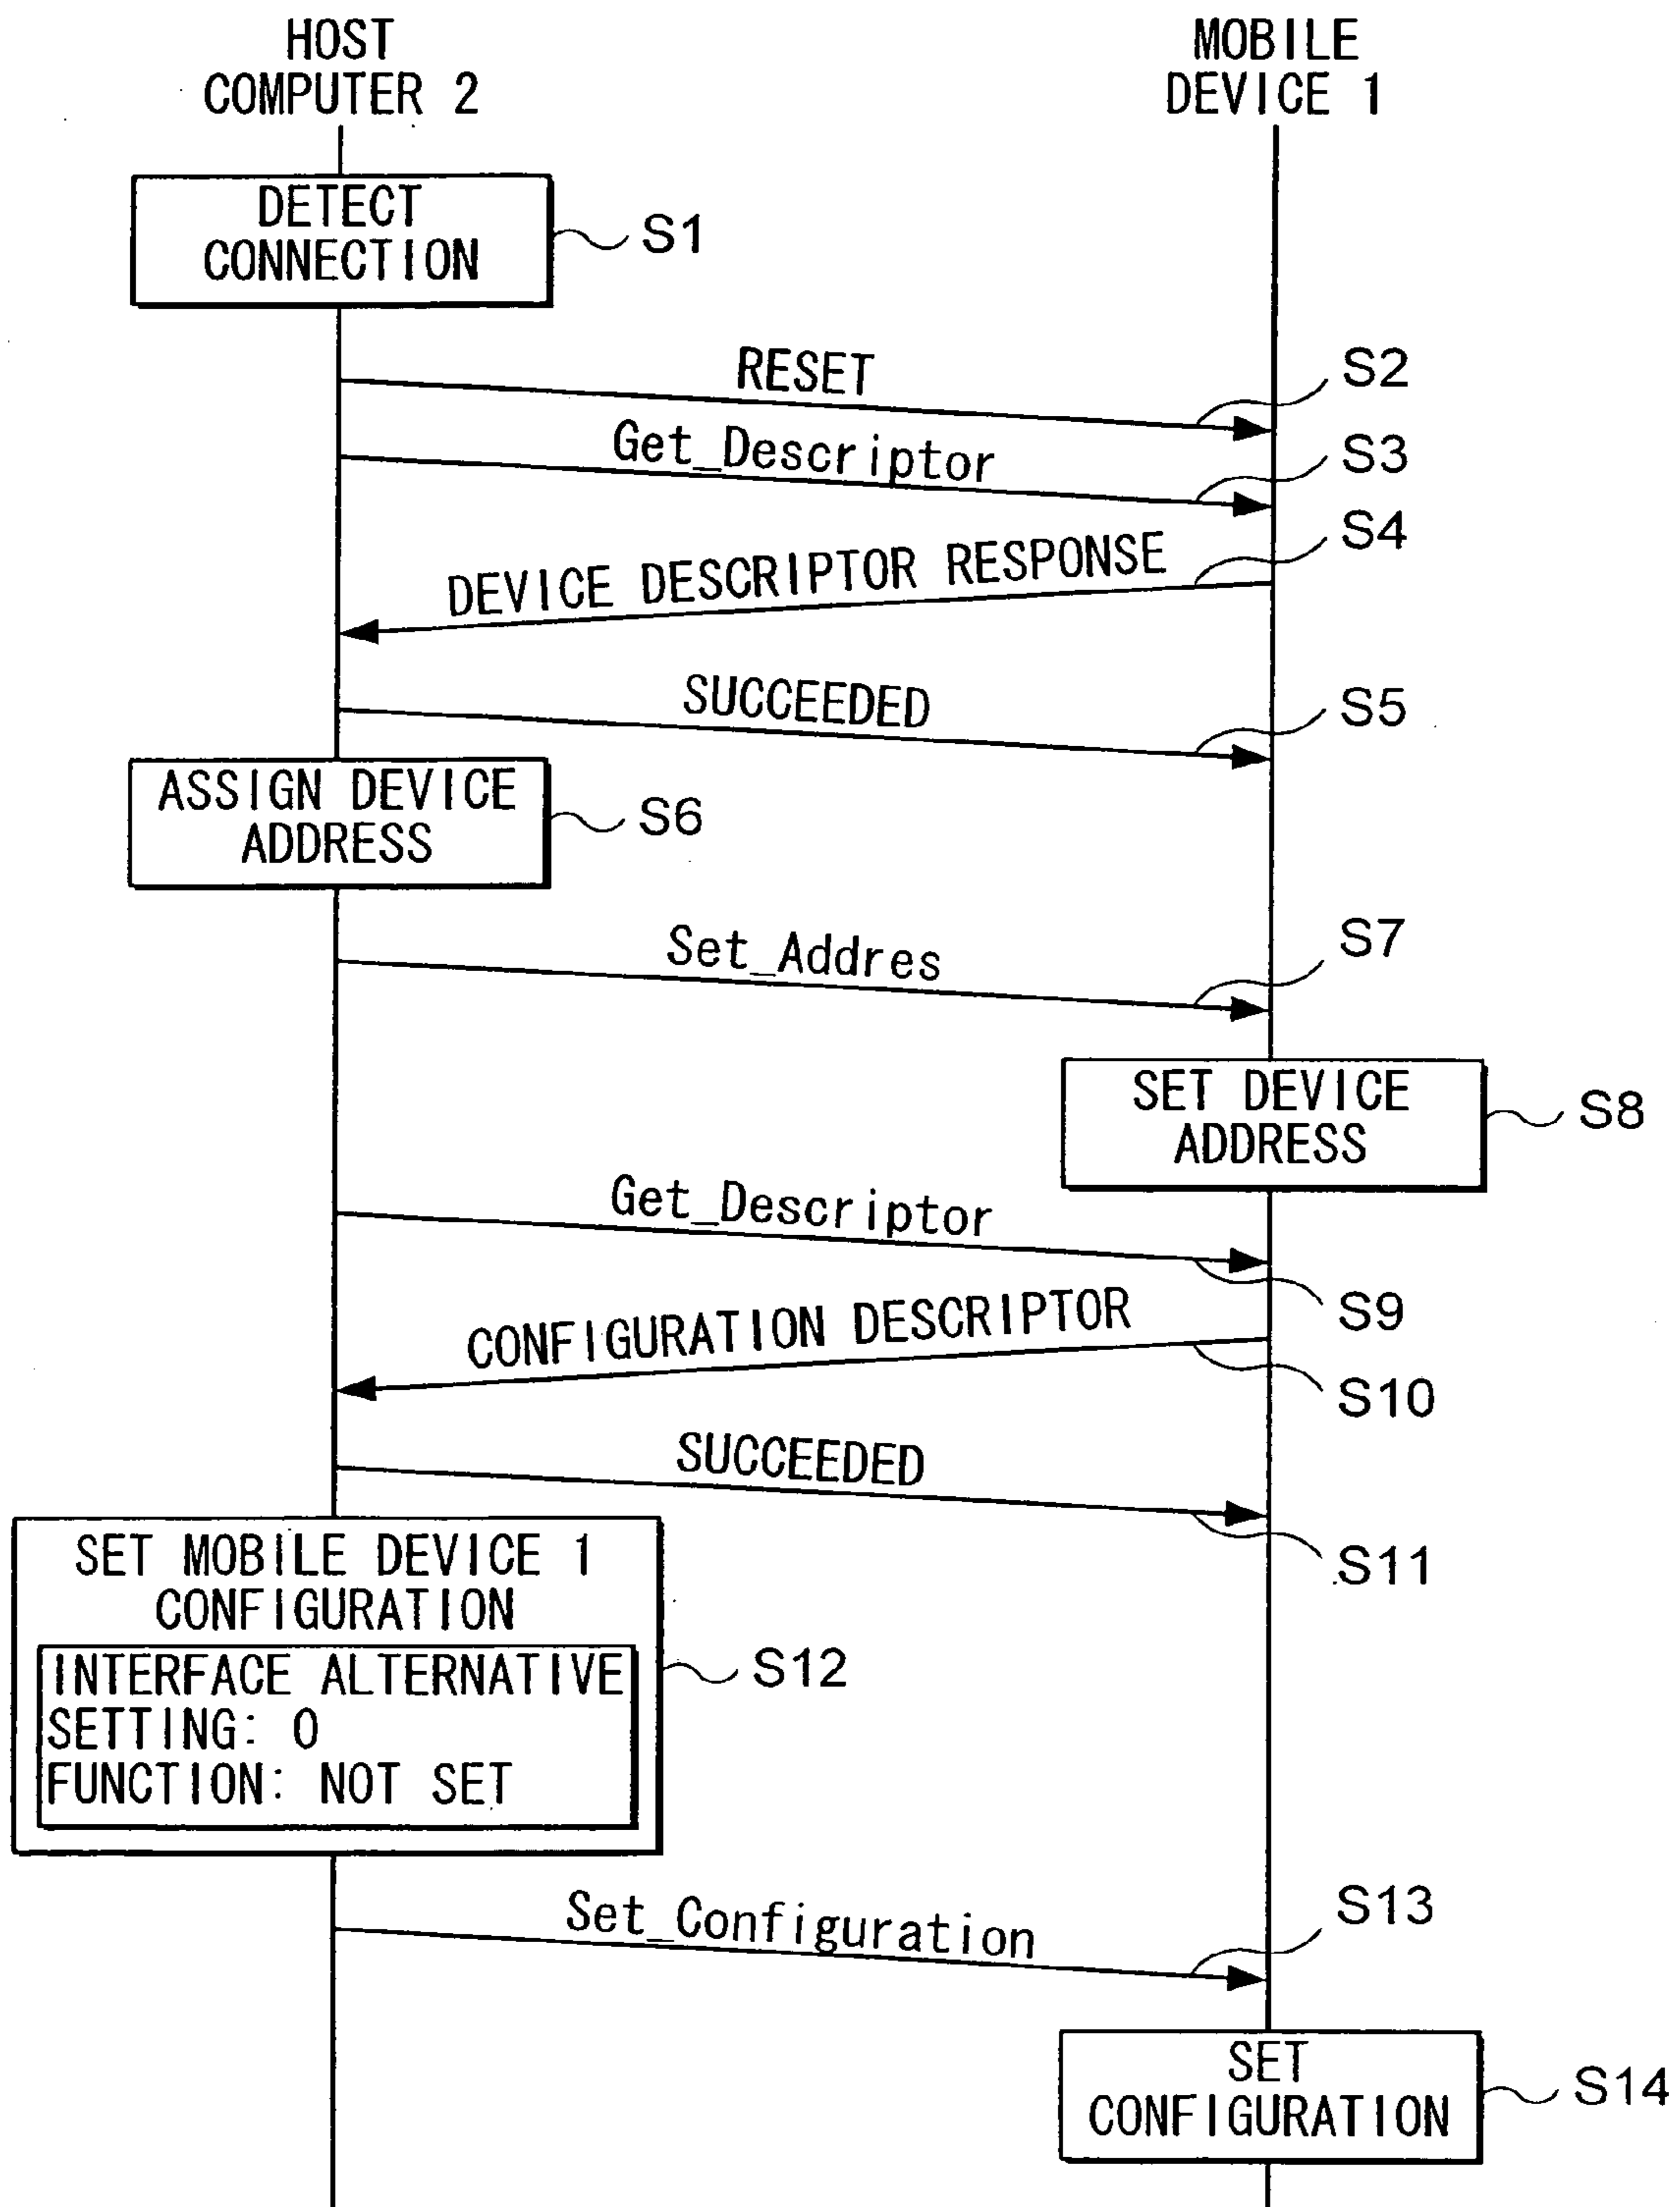 HOST
COMPUTER 2
MOBILE
DEVICE 1
DETECT
CONNECTION
S1
RESET
S2
Get_Descriptor
S3
DEVICE DESCRIPTOR RESPONSE
S4
SUCCEEDED
S5
ASSIGN DEVICE
ADDRESS
S6
Set_Addres
S7
SET DEVICE
ADDRESS
S8
Get_Descriptor
S9
CONFIGURATION DESCRIPTOR
S10
SUCCEEDED
S11
SET MOBILE DEVICE 1
CONFIGURATION
INTERFACE ALTERNATIVE
SETTING: 0
FUNCTION: NOT SET
S12
Set_Configuration
S13
SET
CONFIGURATION
S14